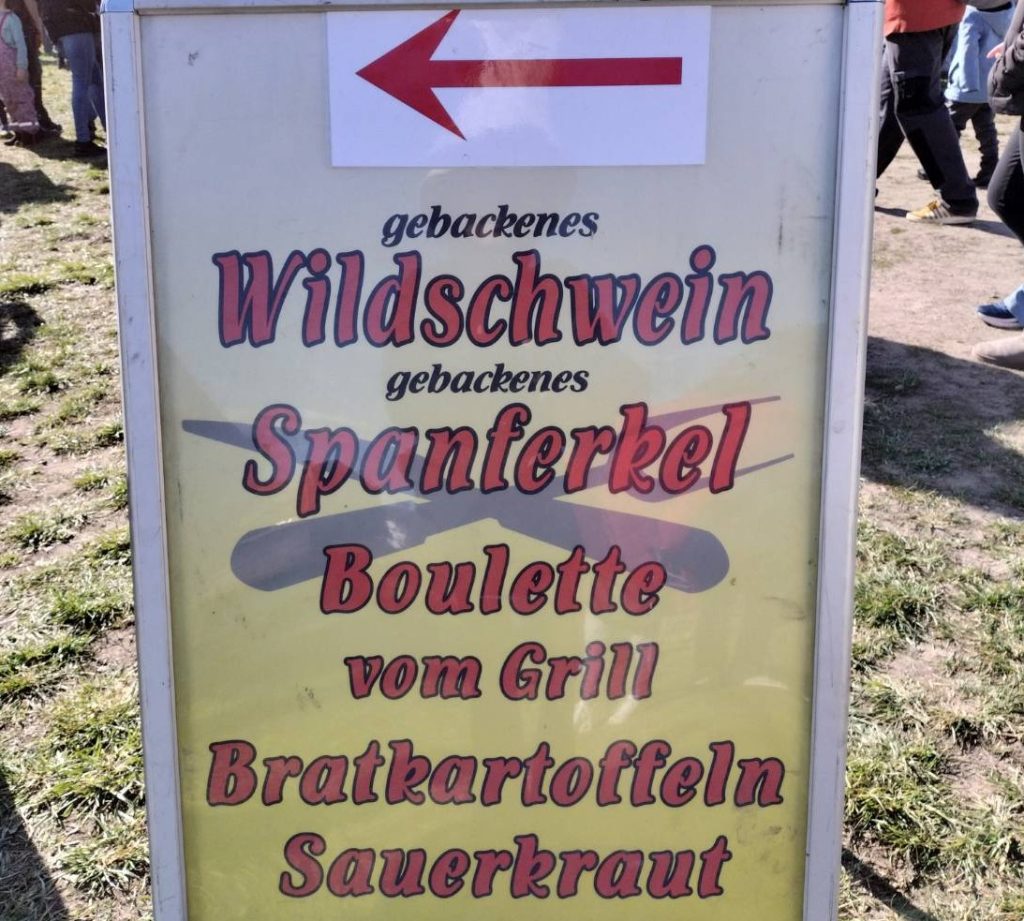 gebackenes
Wildschwein
gebackenes
Spanferkel
Boulette
vom Grill
Bratkartoffeln
Sauerkraut